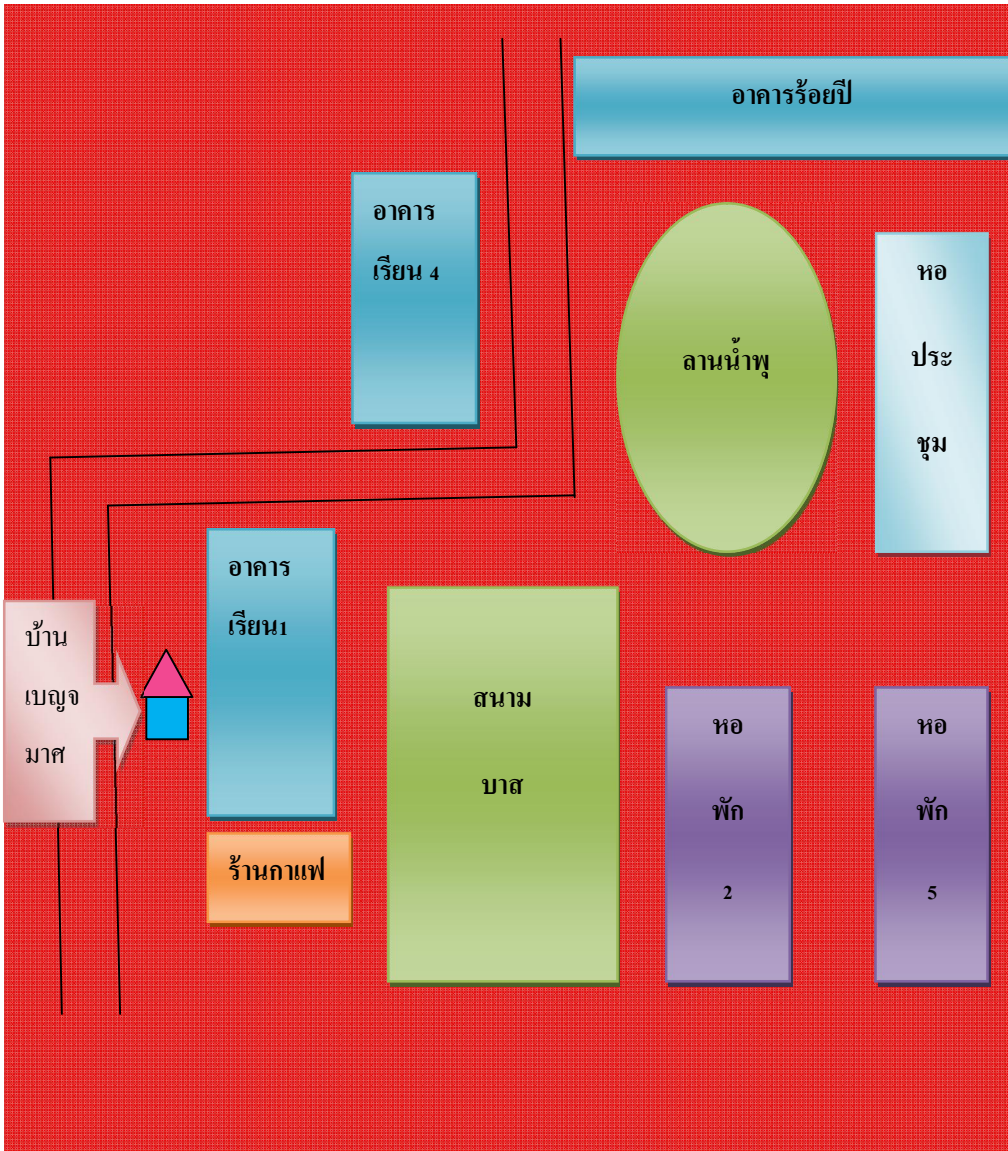 อาคารร้อยปี
อาคาร
เรียน 4
ลานน้ำพุ
หอ
ประ
ชุม
อาคาร
เรียน1
บ้าน
เบญจ
มาศ
สนาม
บาส
หอ
พัก
2
หอ
พัก
5
ร้านกาแฟ